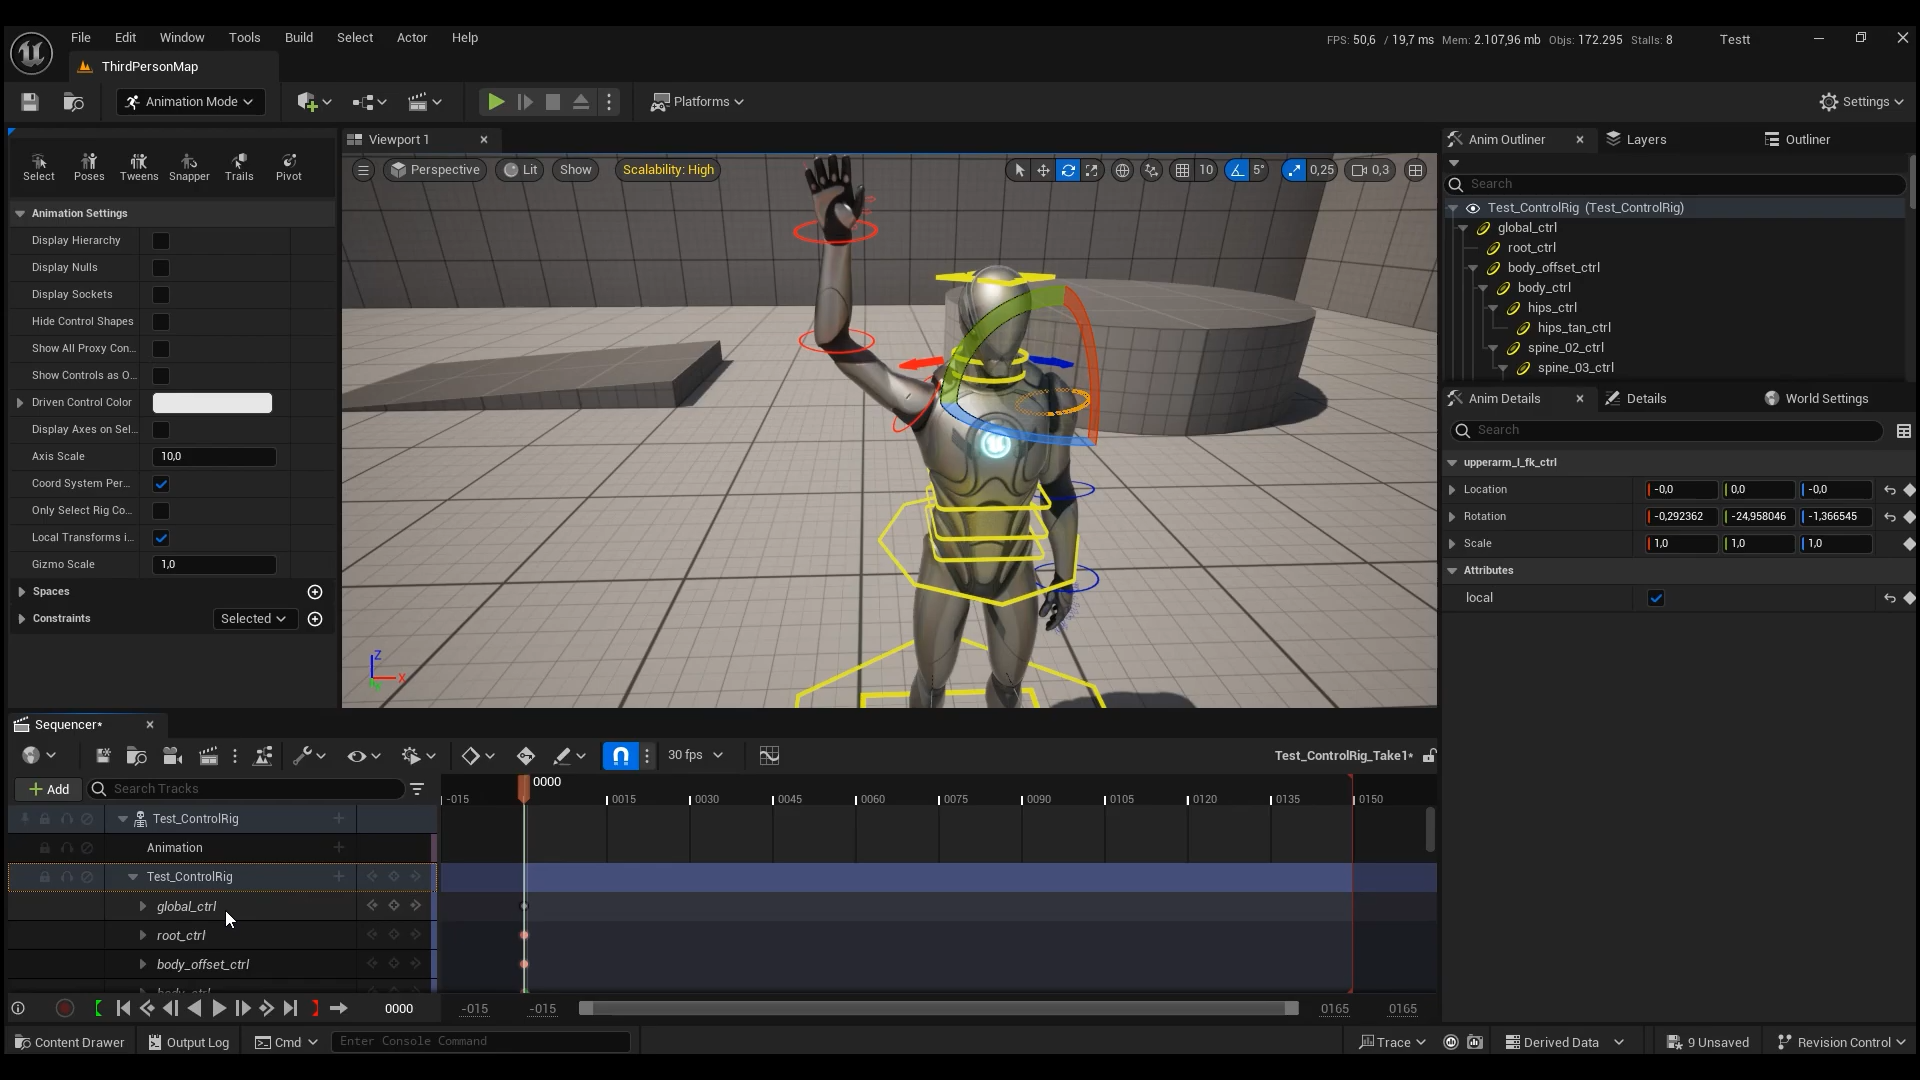 File Edit Window Tools Build Select Actor Help
FPS: 50,6 / 19,7 ms Mem: 2.107,96 mb Objs: 172.295 Stalls: 8 Testt
ThirdPersonMap
Animation Mode Platforms Settings
Select Poses Tweens Snapper Trails Pivot
Animation Settings
Display Hierarchy
Display Nulls
Display Sockets
Hide Control Shapes
Show All Proxy Con...
Show Controls as O...
Driven Control Color
Display Axes on Sel...
Axis Scale 10,0
Coord System Per...
Only Select Rig Co...
Local Transforms i...
Gizmo Scale 1,0
Spaces
Constraints Selected
Viewport 1
Perspective Lit Show Scalability: High 10 5° 0,25 0,3
Z
X
Anim Outliner Layers Outliner
Search
Test_ControlRig (Test_ControlRig)
global_ctrl
root_ctrl
body_offset_ctrl
body_ctrl
hips_ctrl
hips_tan_ctrl
spine_02_ctrl
spine_03_ctrl
Anim Details Details World Settings
Search
upperarm_l_fk_ctrl
Location -0,0 0,0 -0,0
Rotation -0,292362 -24,958046 -1,366545
Scale 1,0 1,0 1,0
Attributes
local
Sequencer*
30 fps Test_ControlRig_Take1*
Add Search Tracks
0000
-015 0015 0030 0045 0060 0075 0090 0105 0120 0135 0150
Test_ControlRig
Animation
Test_ControlRig
global_ctrl
root_ctrl
body_offset_ctrl
body_ctrl
0000 -015 -015 0165 0165
Content Drawer Output Log Cmd Enter Console Command Trace Derived Data 9 Unsaved Revision Control